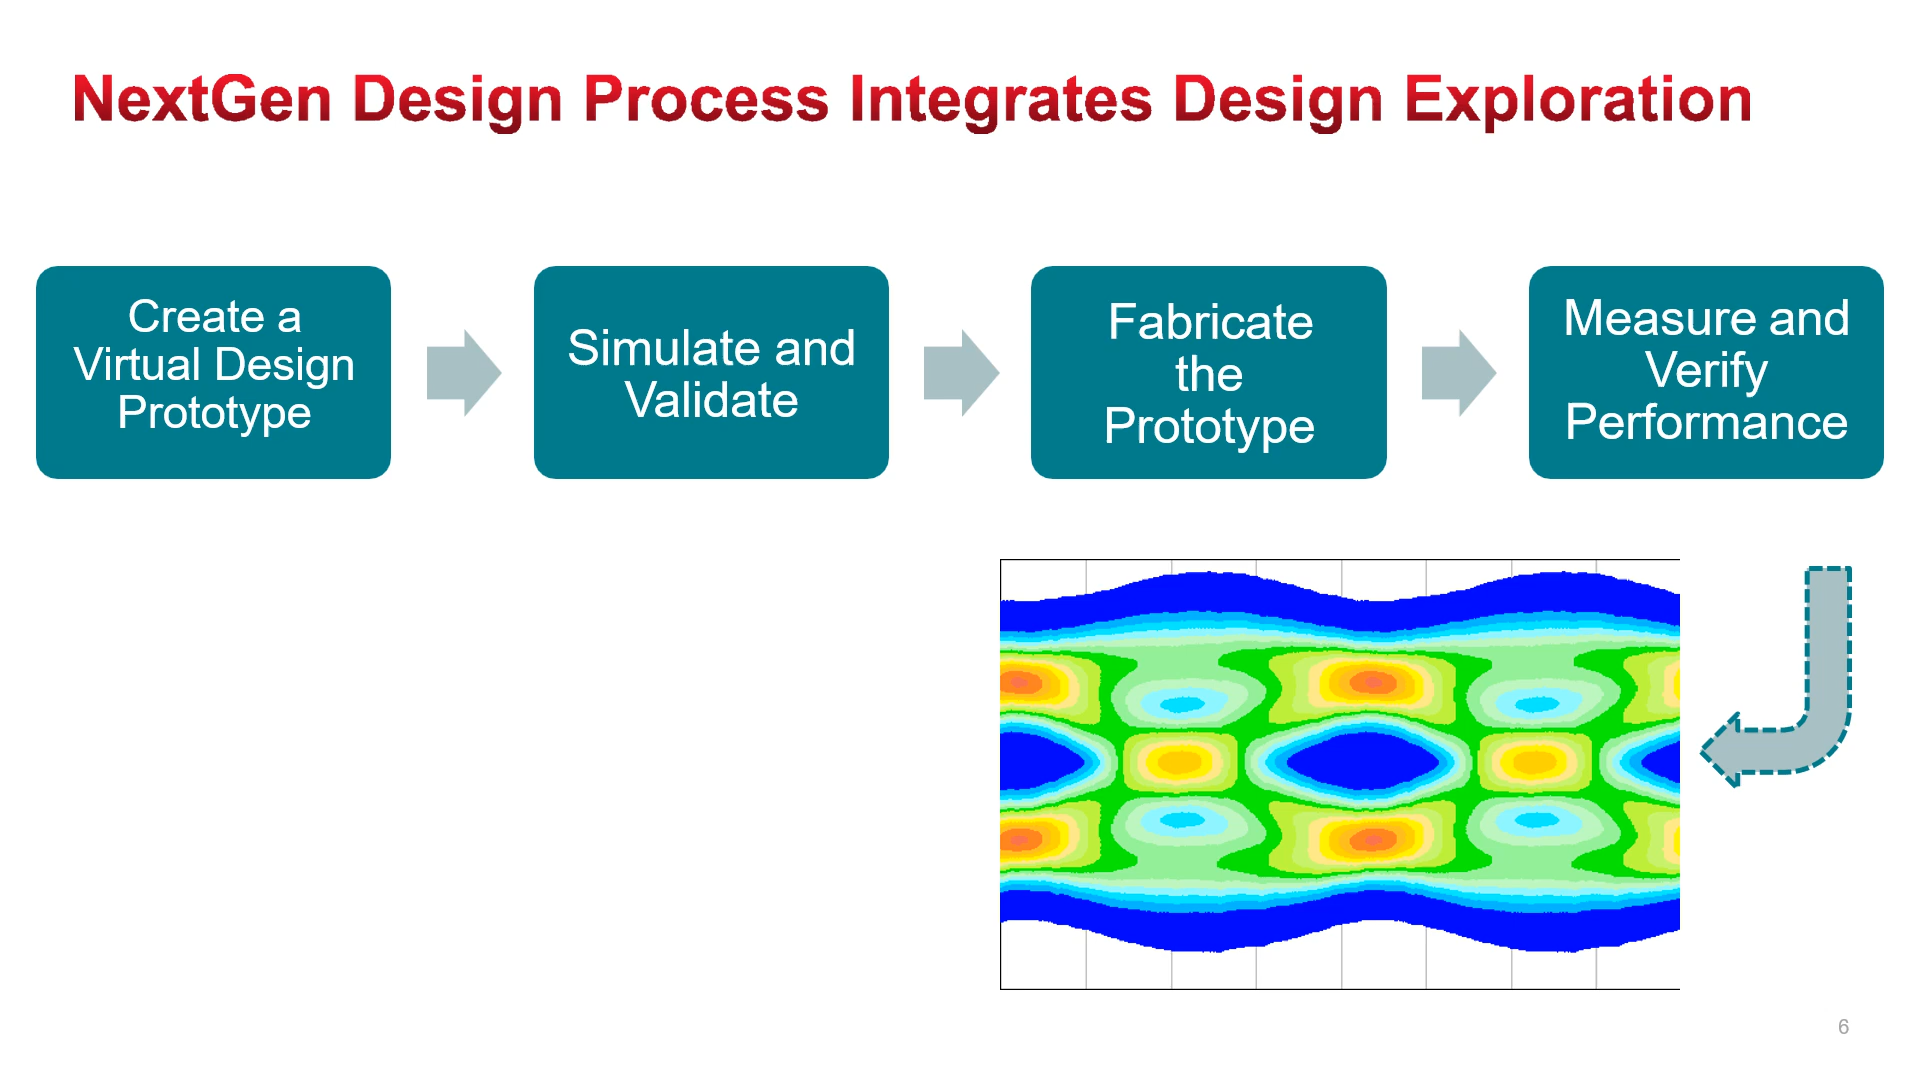 NextGen Design Process Integrates Design Exploration
Create a
Virtual Design
Prototype
Simulate and
Validate
Fabricate
the
Prototype
Measure and
Verify
Performance
6